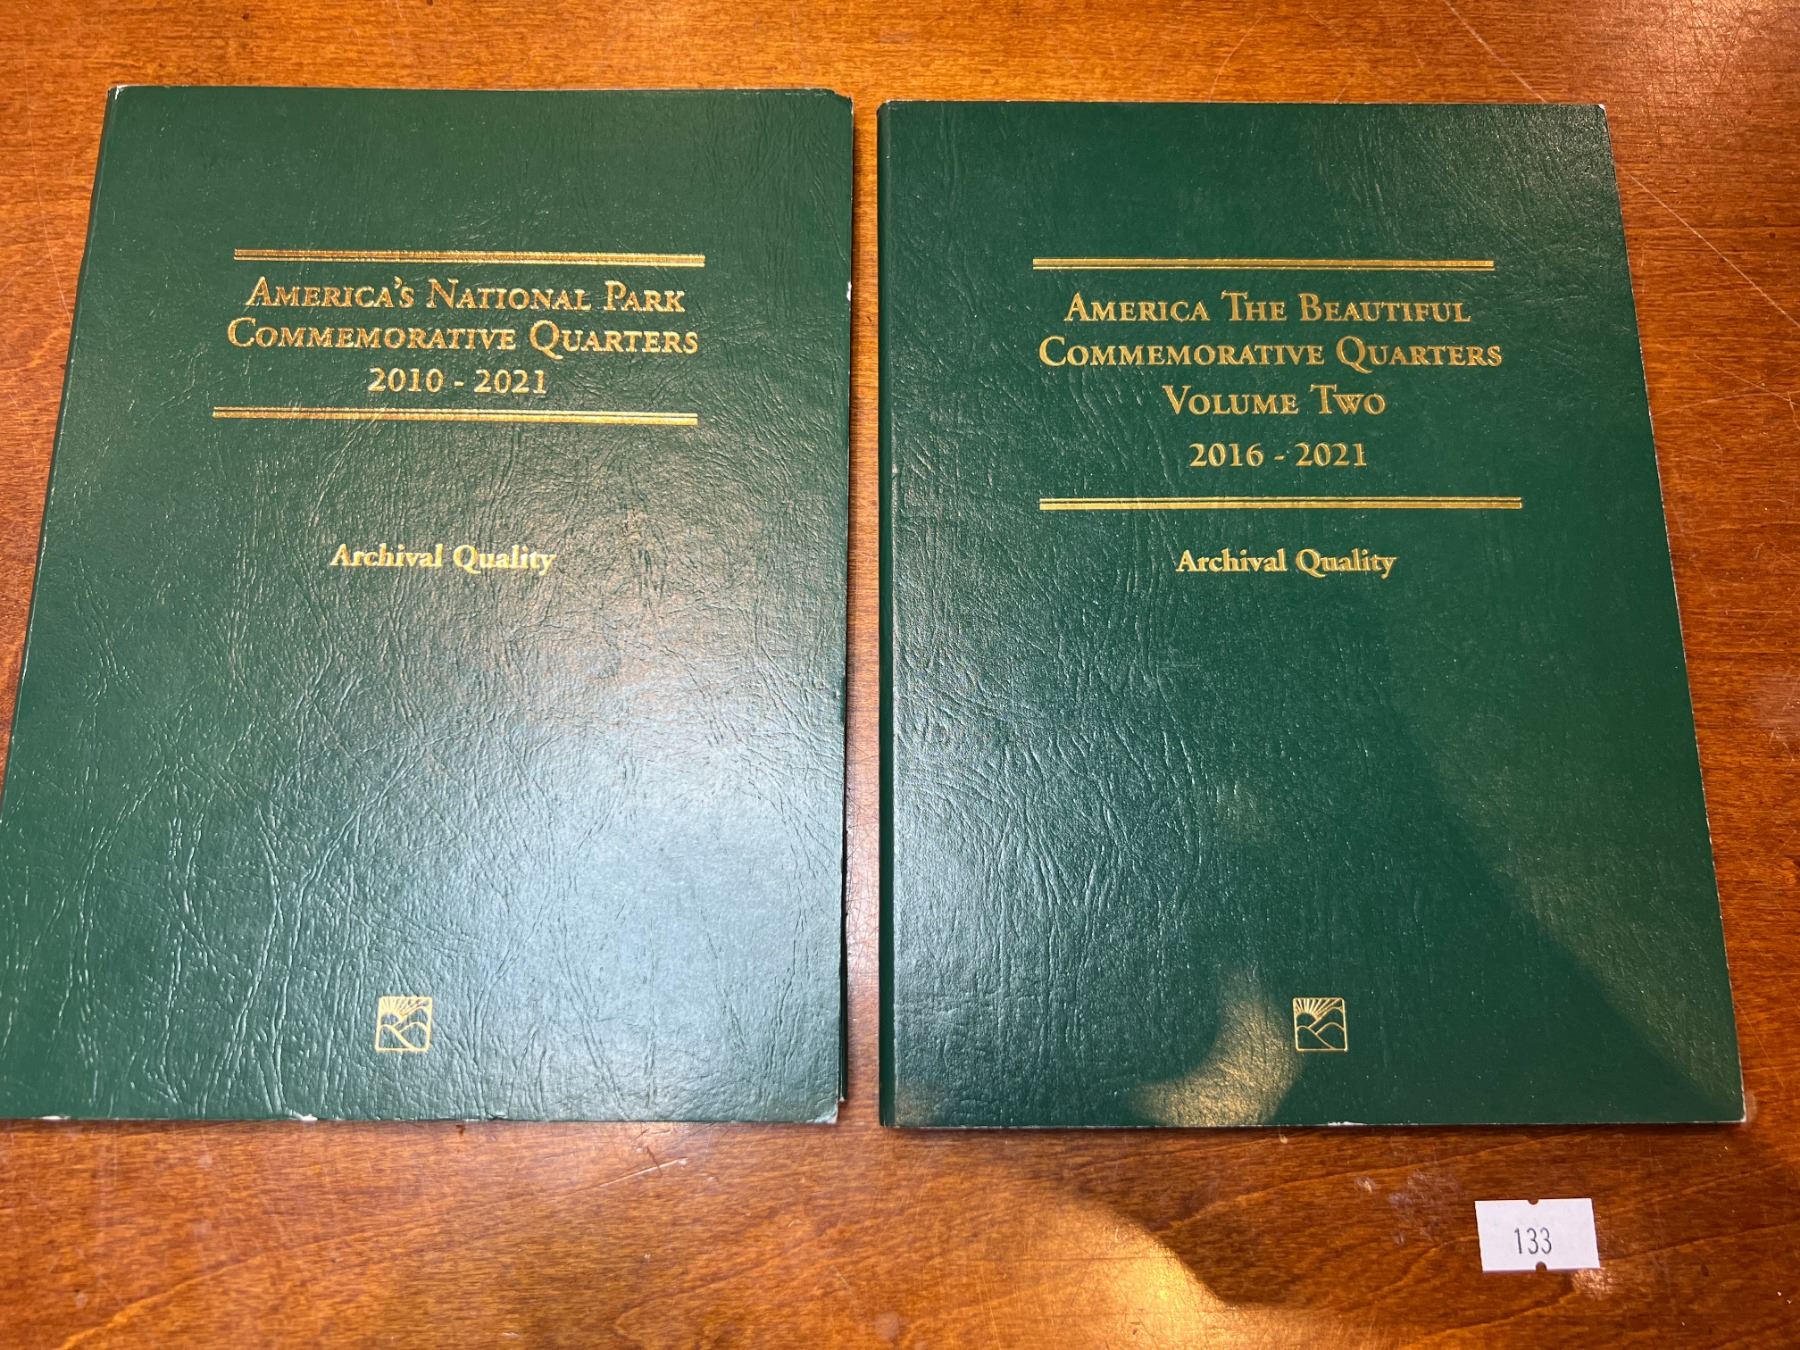 America's National Park
Commemorative Quarters
2010 - 2021
Archival Quality
America The Beautiful
Commemorative Quarters
Volume Two
2016 - 2021
Archival Quality
133